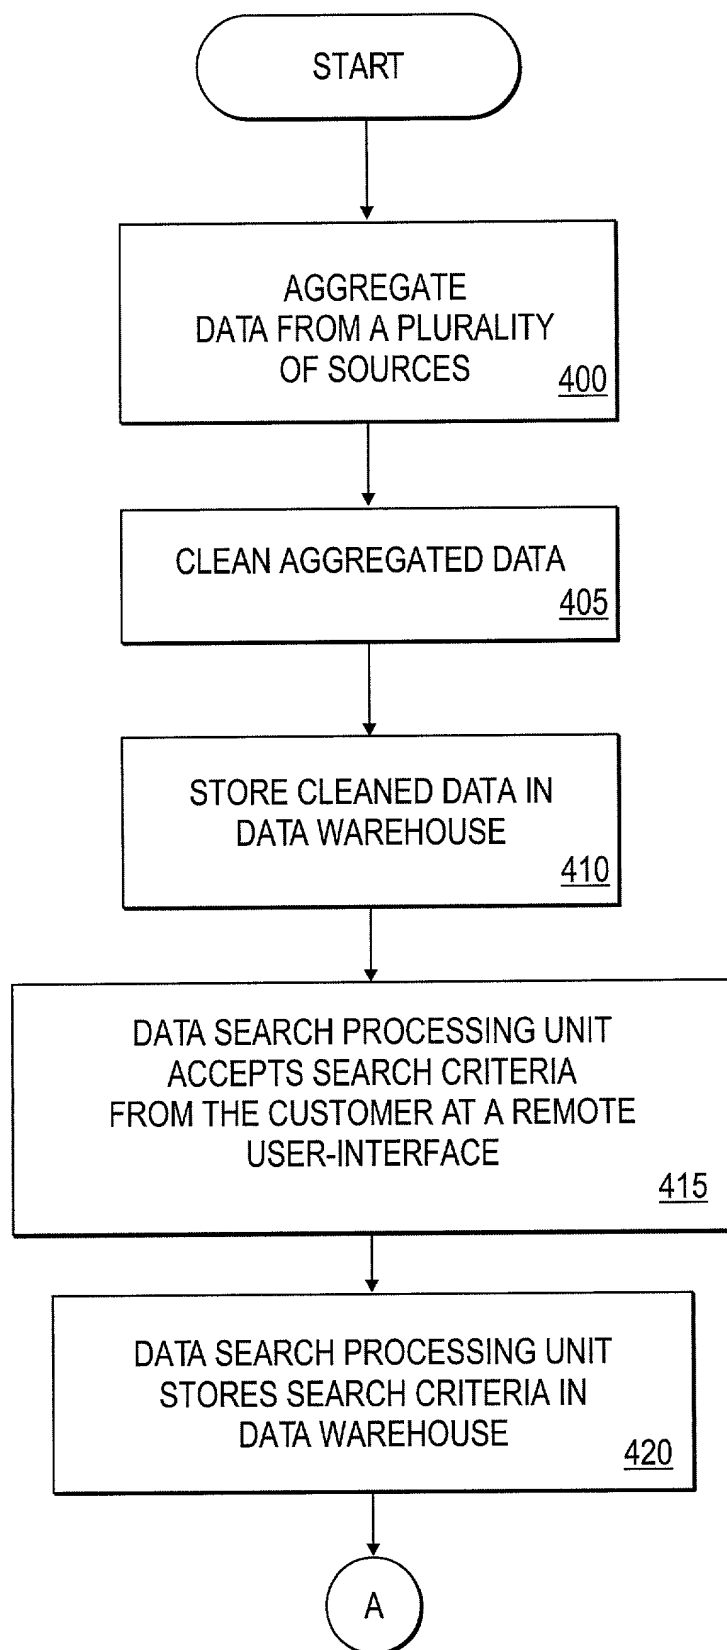 START
AGGREGATE
DATA FROM A PLURALITY
OF SOURCES
400
CLEAN AGGREGATED DATA
405
STORE CLEANED DATA IN
DATA WAREHOUSE
410
DATA SEARCH PROCESSING UNIT
ACCEPTS SEARCH CRITERIA
FROM THE CUSTOMER AT A REMOTE
USER-INTERFACE
415
DATA SEARCH PROCESSING UNIT
STORES SEARCH CRITERIA IN
DATA WAREHOUSE
420
A